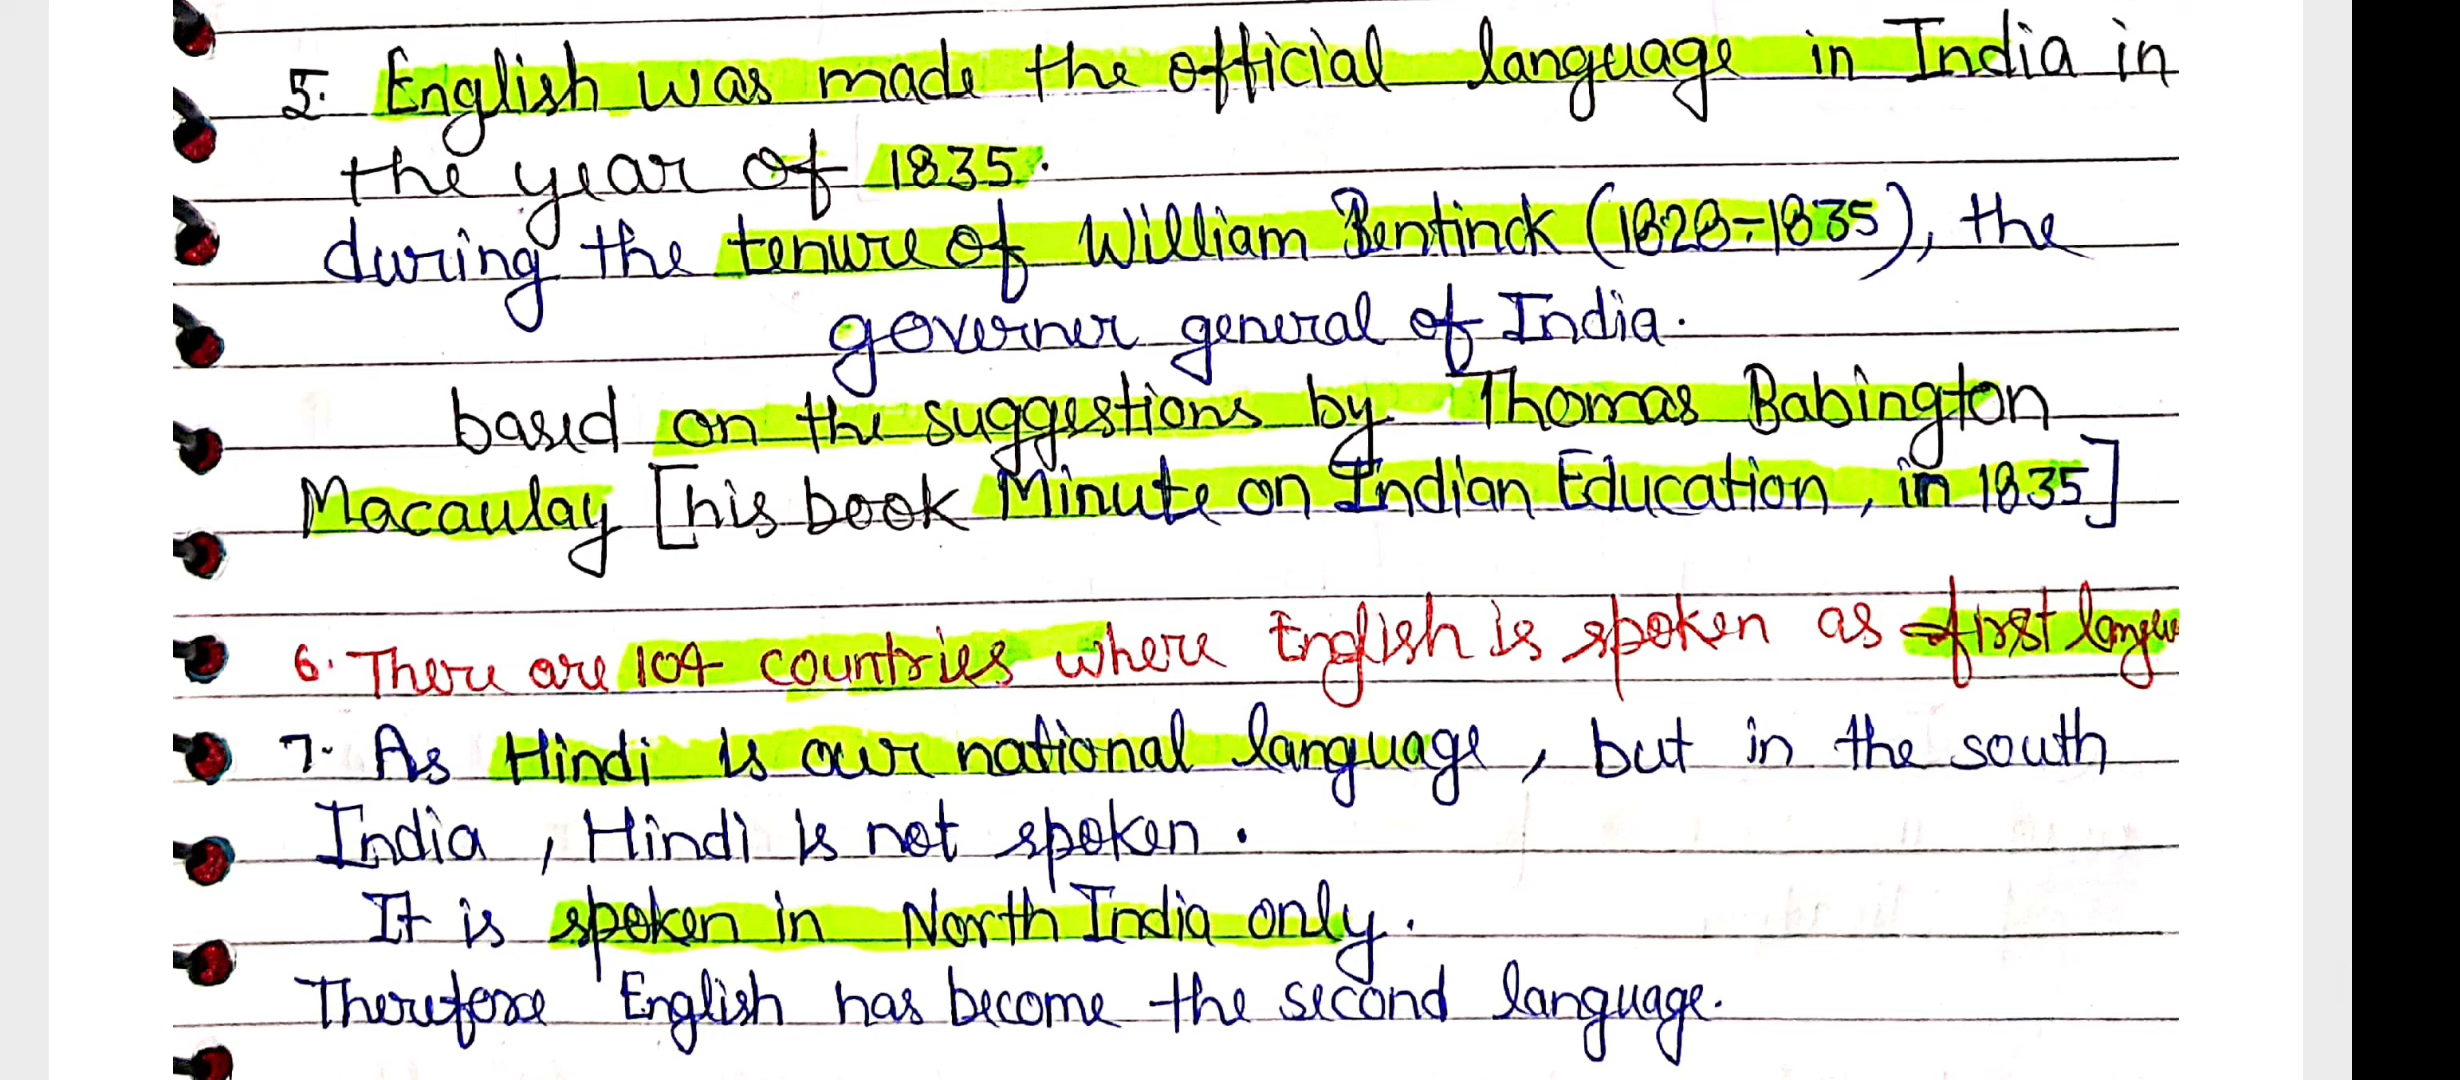 5. English was made the official language in India in
the year of 1835.
during the tenure of William Bentinck (1828-1835), the
governer general of India.
based on the suggestions by Thomas Babington
Macaulay [his book Minute on Indian Education, in 1835]
6. There are 104 countries where English is spoken as first
7. As Hindi is our national language, but in the south
India, Hindi is not spoken.
It is spoken in North India only.
Therefore English has become the second language.